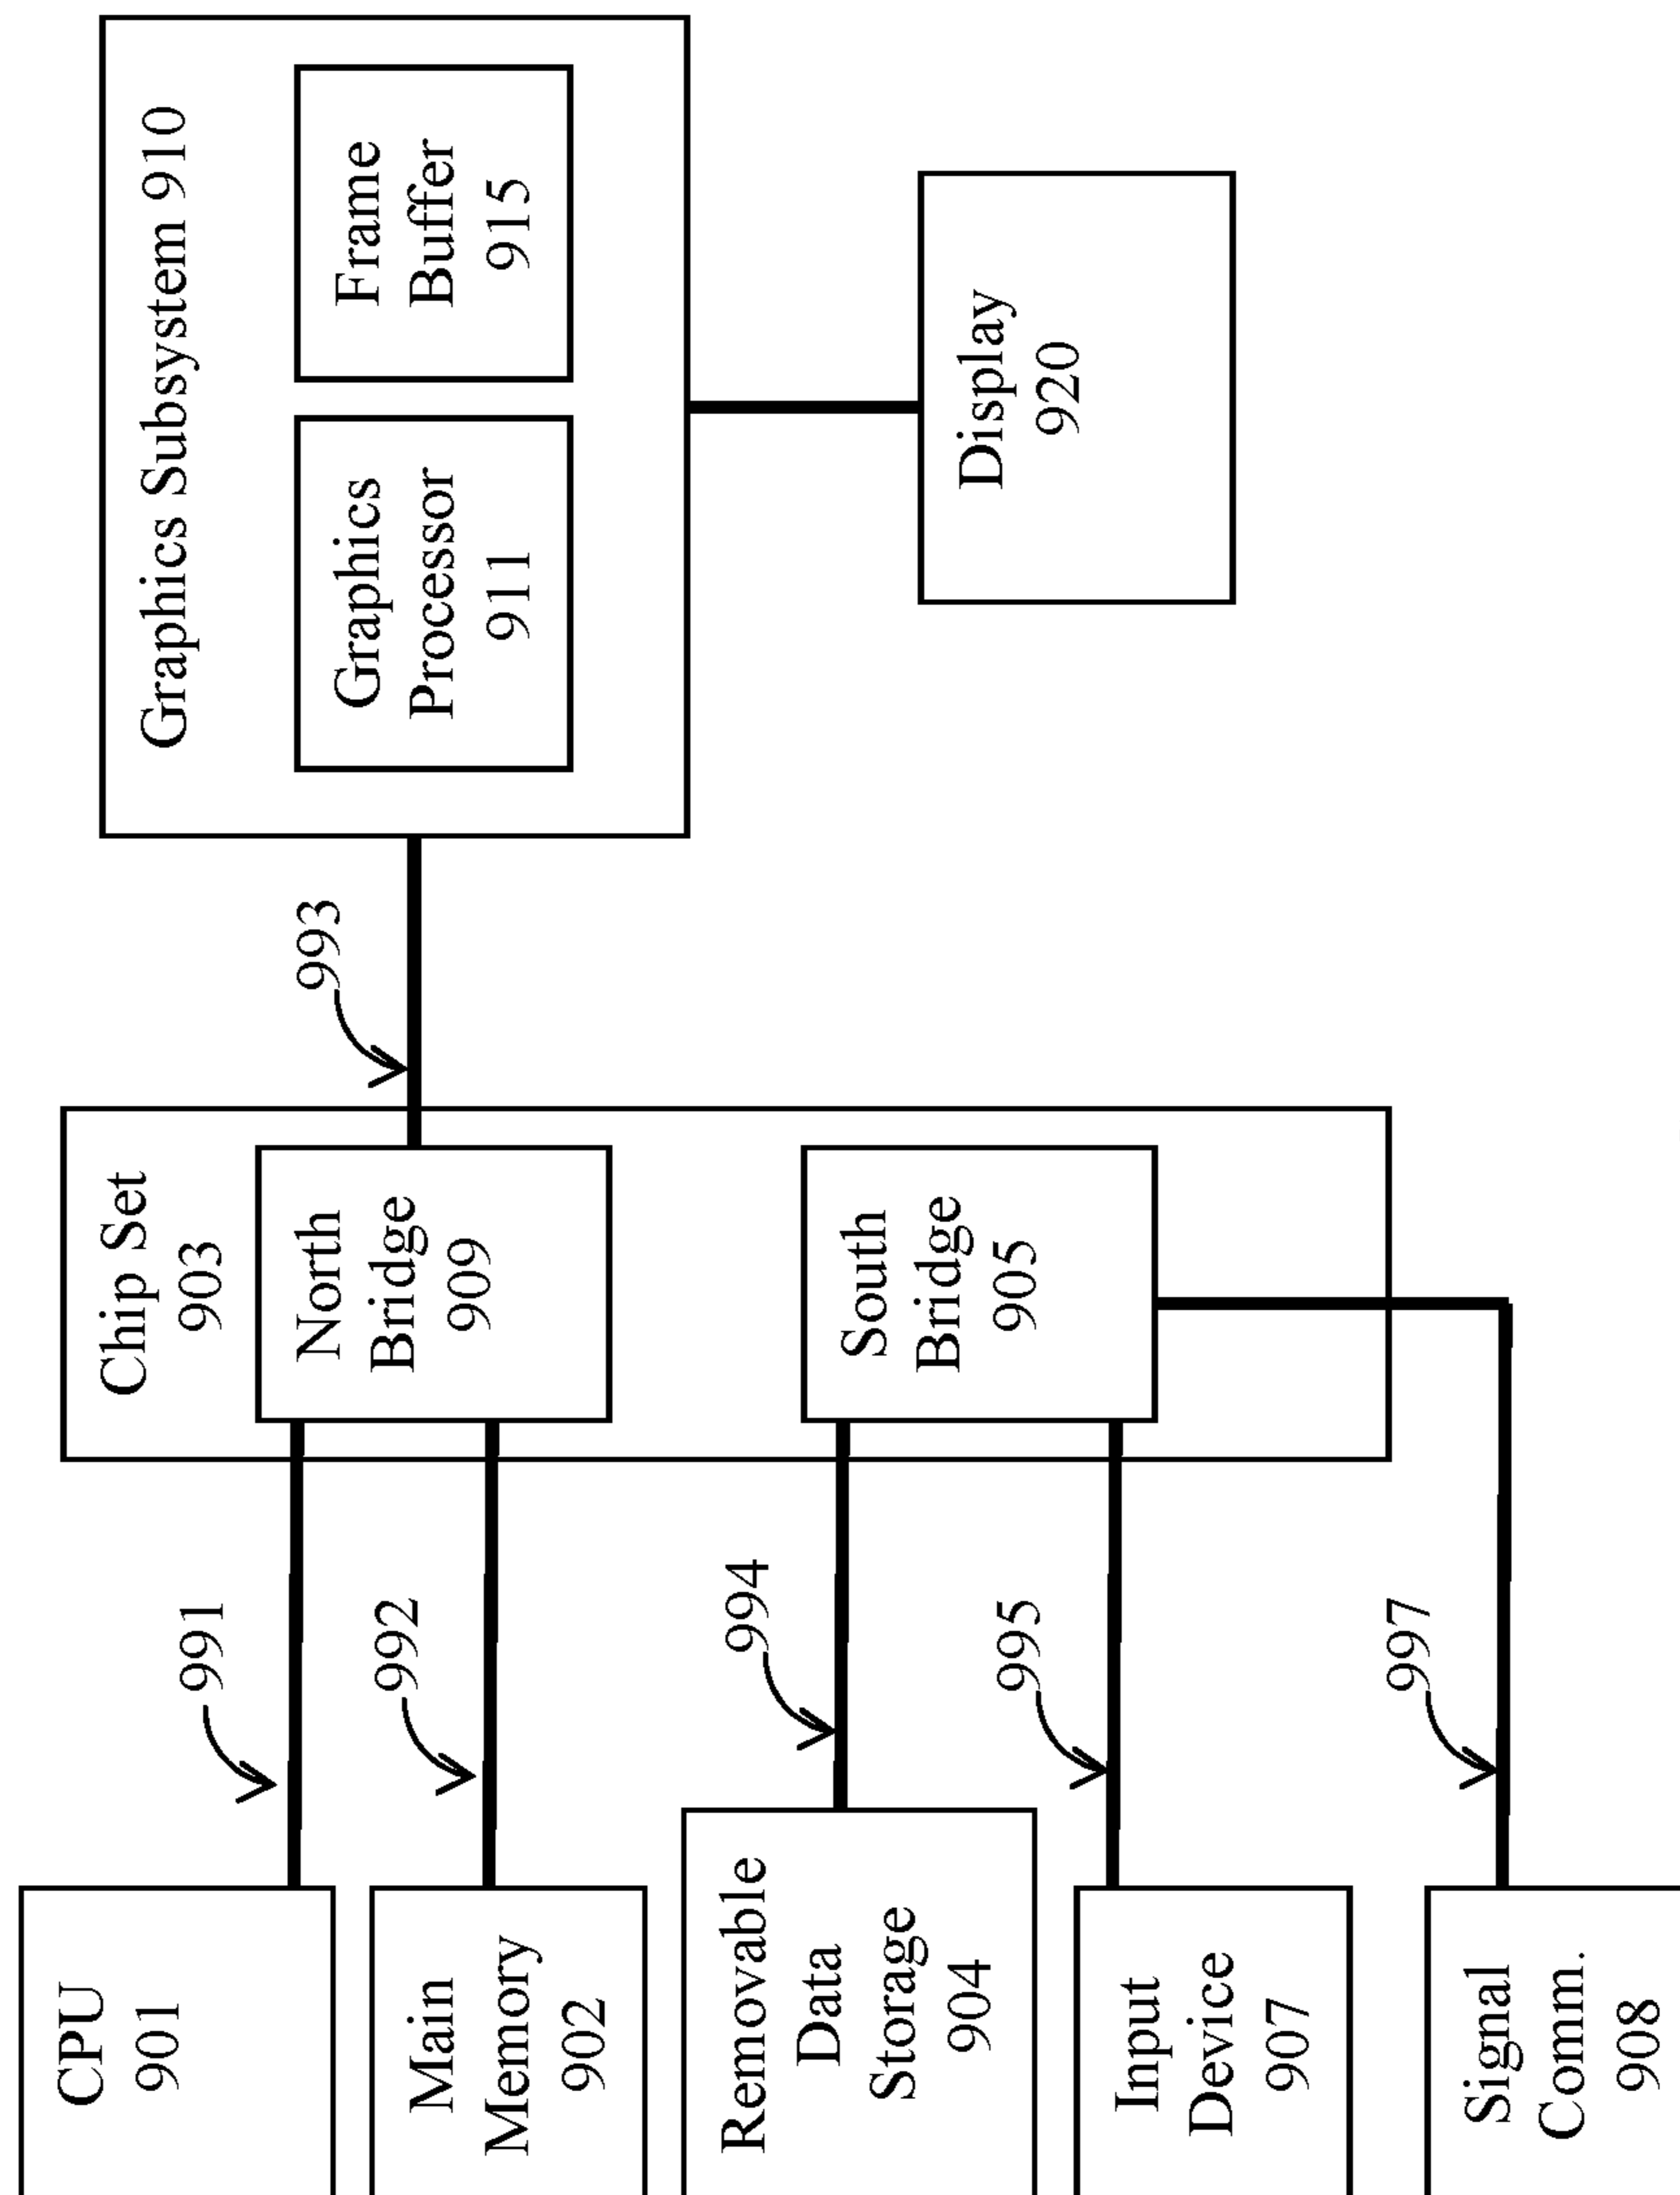 CPU
901
Main
Memory
902
Removable
Data
Storage
904
Input
Device
907
Signal
Comm.
908
991
992
994
995
997
Chip Set
903
North
Bridge
909
South
Bridge
905
993
Graphics Subsystem 910
Graphics
Processor
911
Frame
Buffer
915
Display
920